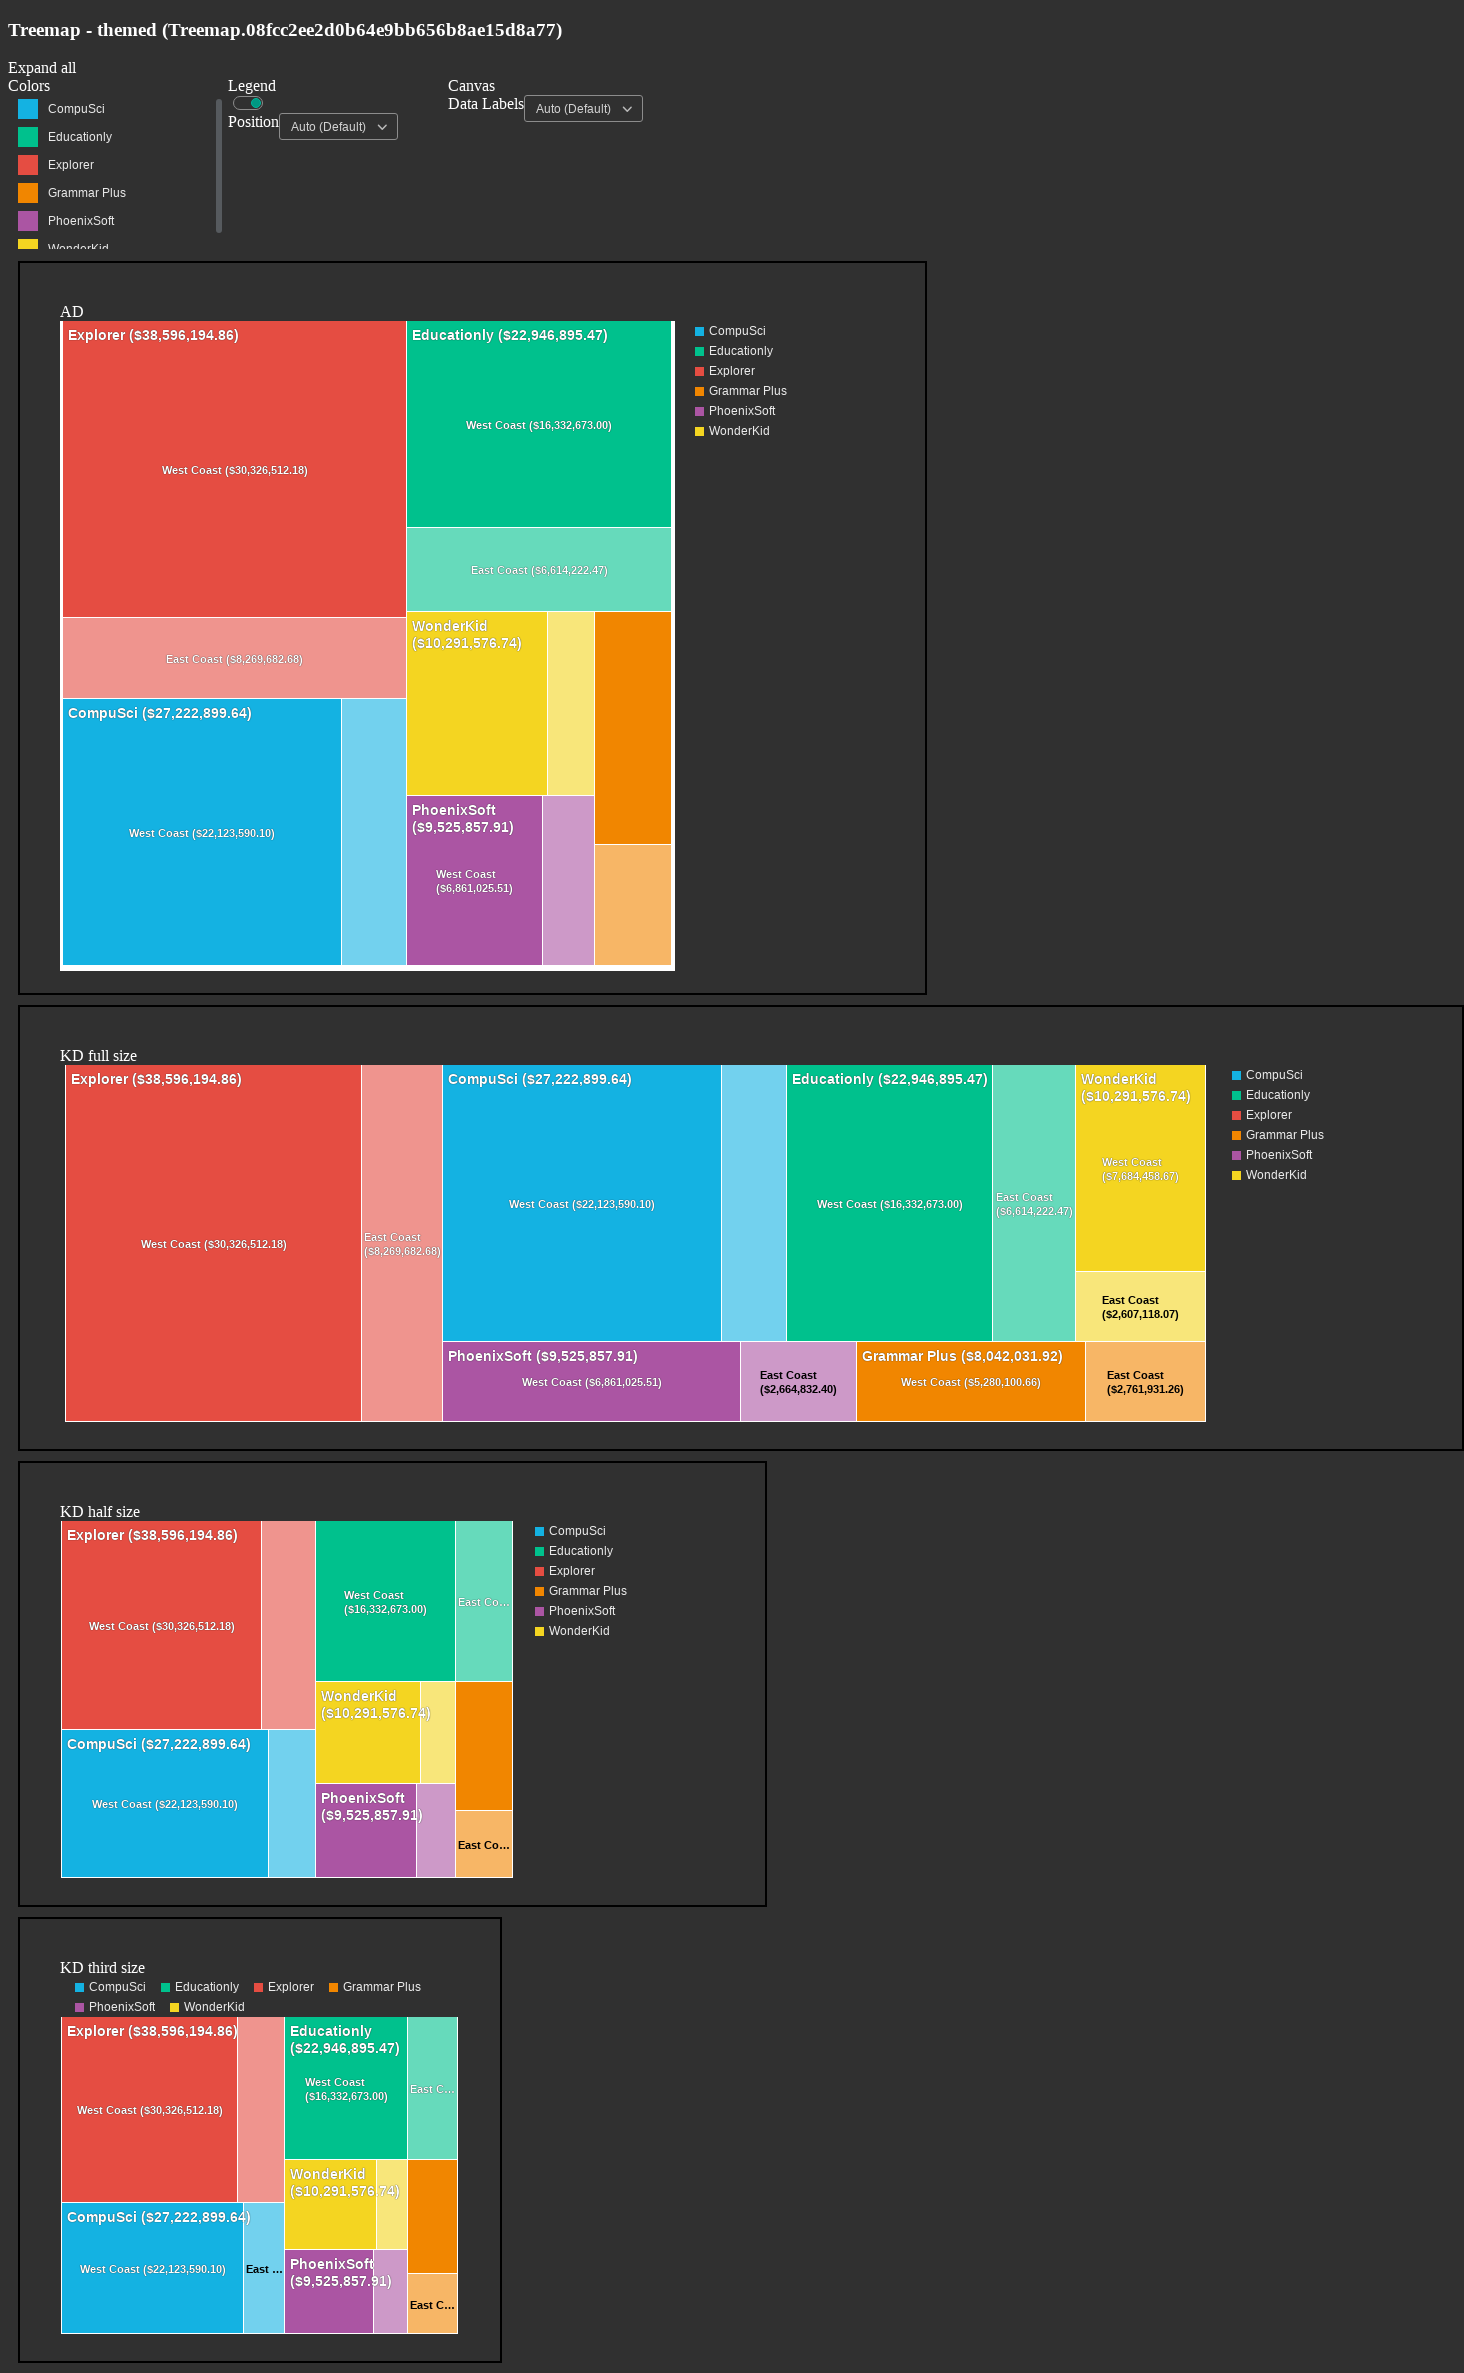 Treemap - themed (Treemap.08fcc2ee2d0b64e9bb656b8ae15d8a77)
Expand all
Colors
CompuSci
Educationly
Explorer
Grammar Plus
PhoenixSoft
WonderKid
Legend
Position
Auto (Default)
Canvas
Data Labels
Auto (Default)
AD
Explorer ($38,596,194.86)
West Coast ($30,326,512.18)
East Coast ($8,269,682.68)
CompuSci ($27,222,899.64)
West Coast ($22,123,590.10)
Educationly ($22,946,895.47)
West Coast ($16,332,673.00)
East Coast ($6,614,222.47)
WonderKid
($10,291,576.74)
PhoenixSoft
($9,525,857.91)
West Coast
($6,861,025.51)
CompuSci
Educationly
Explorer
Grammar Plus
PhoenixSoft
WonderKid
KD full size
Explorer ($38,596,194.86)
West Coast ($30,326,512.18)
East Coast
($8,269,682.68)
CompuSci ($27,222,899.64)
West Coast ($22,123,590.10)
Educationly ($22,946,895.47)
West Coast ($16,332,673.00)
East Coast
($6,614,222.47)
WonderKid
($10,291,576.74)
West Coast
($7,684,458.67)
East Coast
($2,607,118.07)
PhoenixSoft ($9,525,857.91)
West Coast ($6,861,025.51)
East Coast
($2,664,832.40)
Grammar Plus ($8,042,031.92)
West Coast ($5,280,100.66)
East Coast
($2,761,931.26)
CompuSci
Educationly
Explorer
Grammar Plus
PhoenixSoft
WonderKid
KD half size
Explorer ($38,596,194.86)
West Coast ($30,326,512.18)
CompuSci ($27,222,899.64)
West Coast ($22,123,590.10)
West Coast
($16,332,673.00)
East Co…
WonderKid
($10,291,576.74)
PhoenixSoft
($9,525,857.91)
East Co…
CompuSci
Educationly
Explorer
Grammar Plus
PhoenixSoft
WonderKid
KD third size
CompuSci Educationly Explorer Grammar Plus
PhoenixSoft WonderKid
Explorer ($38,596,194.86)
West Coast ($30,326,512.18)
CompuSci ($27,222,899.64)
West Coast ($22,123,590.10)
East …
Educationly
($22,946,895.47)
West Coast
($16,332,673.00)
East C…
WonderKid
($10,291,576.74)
PhoenixSoft
($9,525,857.91)
East C…